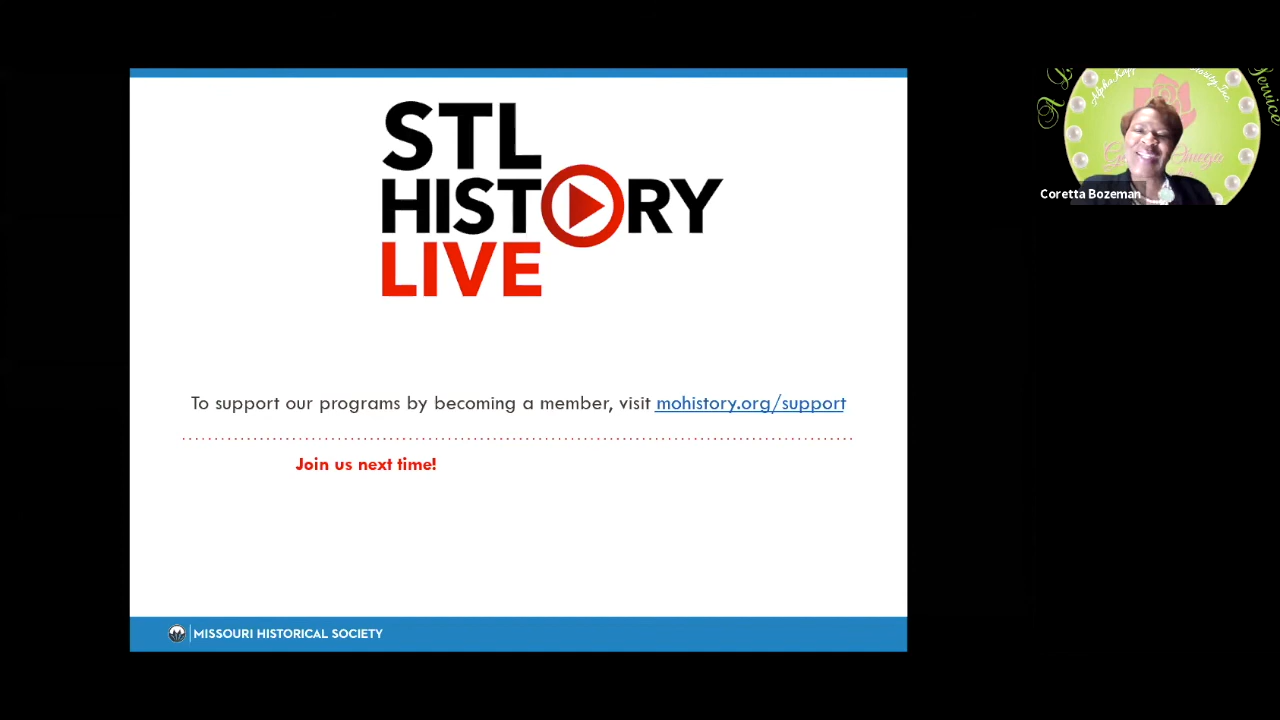 STL
HISTORY
LIVE
To support our programs by becoming a member, visit mohistory.org/support
Join us next time!
MISSOURI HISTORICAL SOCIETY
Service
Coretta Bozeman